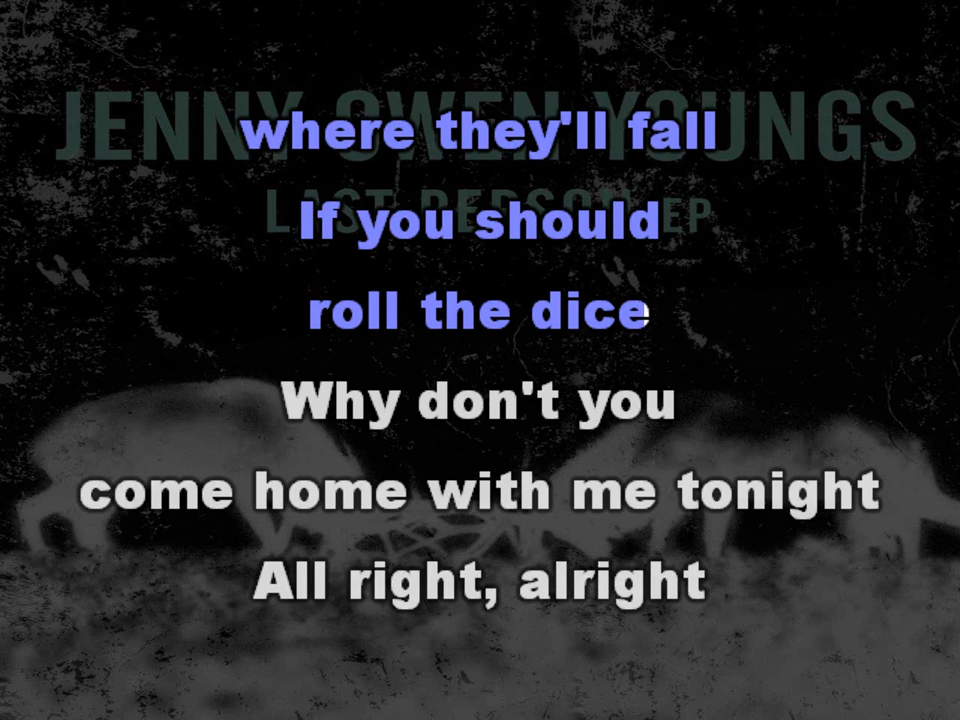 JENNY OWEN YOUNGS
where they'll fall
LAST PERSON EP
If you should
roll the dice
Why don't you
come home with me tonight
All right, alright